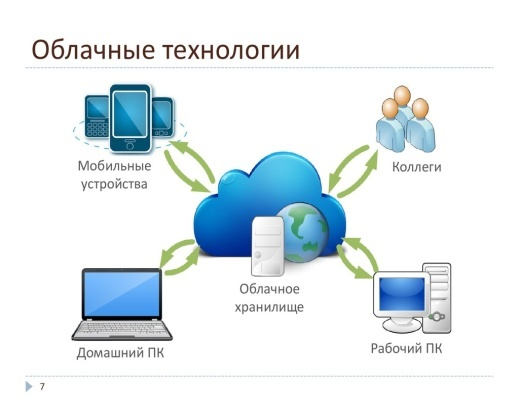 Облачные технологии
Мобильные
устройства
Коллеги
Облачное
хранилище
Домашний ПК
Рабочий ПК
7